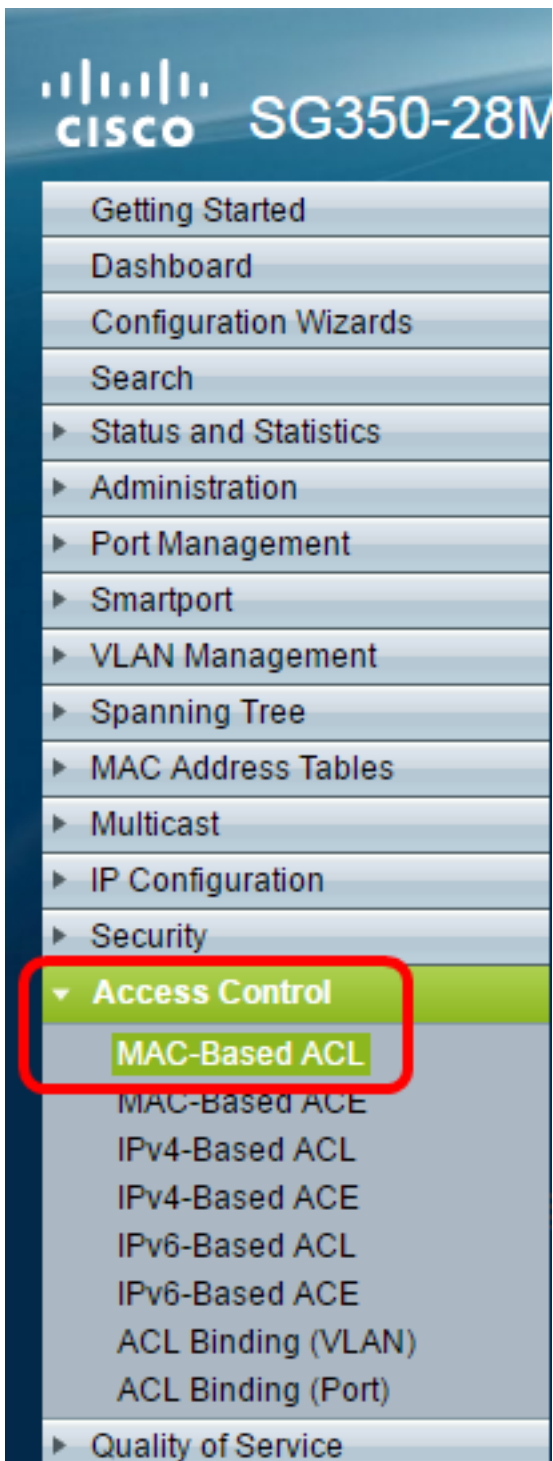 cisco SG350-28M
Getting Started
Dashboard
Configuration Wizards
Search
Status and Statistics
Administration
Port Management
Smartport
VLAN Management
Spanning Tree
MAC Address Tables
Multicast
IP Configuration
Security
Access Control
MAC-Based ACL
MAC-Based ACE
IPv4-Based ACL
IPv4-Based ACE
IPv6-Based ACL
IPv6-Based ACE
ACL Binding (VLAN)
ACL Binding (Port)
Quality of Service